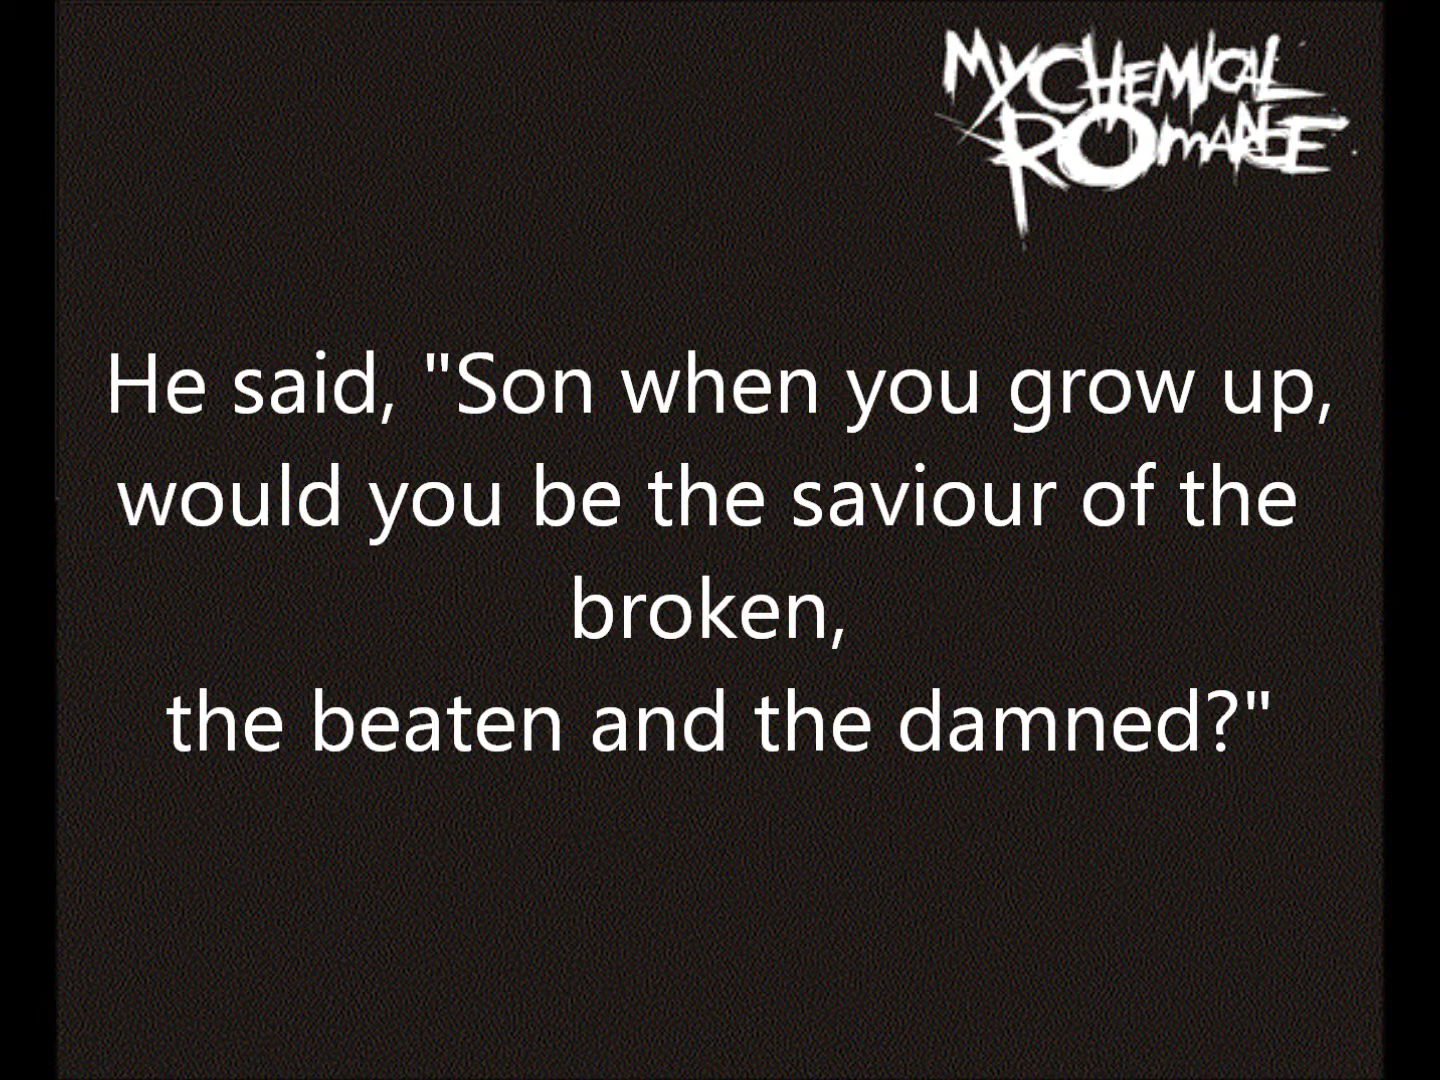 MY CHEMICAL
ROMANCE
He said, "Son when you grow up,
would you be the saviour of the
broken,
the beaten and the damned?"